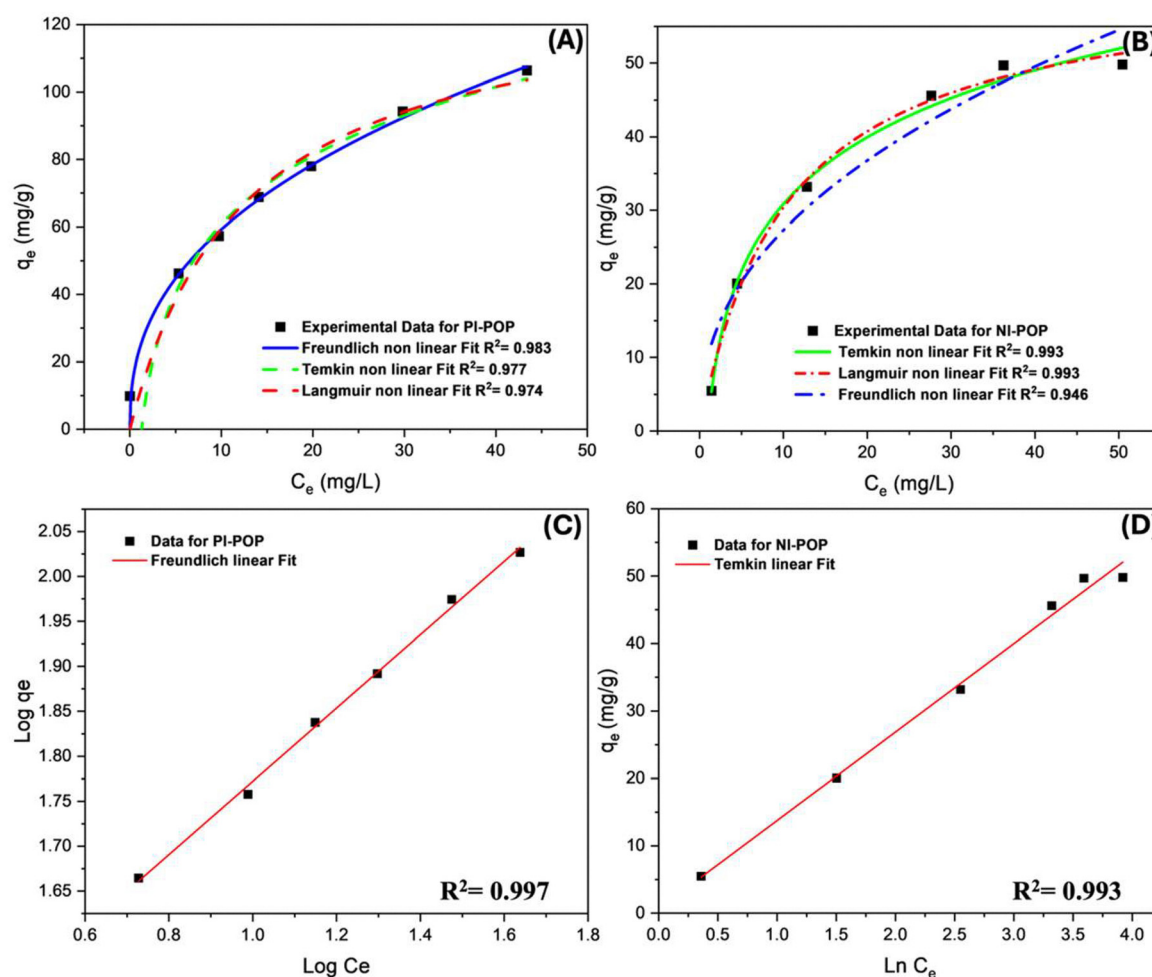 (A)
120
100
80
60
40
20
0
qe (mg/g)
0 10 20 30 40 50
Ce (mg/L)
Experimental Data for PI-POP
Freundlich non linear Fit R²= 0.983
Temkin non linear Fit R²= 0.977
Langmuir non linear Fit R²= 0.974
(B)
50
40
30
20
10
0
qe (mg/g)
0 10 20 30 40 50
Ce (mg/L)
Experimental Data for NI-POP
Temkin non linear Fit R²= 0.993
Langmuir non linear Fit R²= 0.993
Freundlich non linear Fit R²= 0.946
(C)
2.05
2.00
1.95
1.90
1.85
1.80
1.75
1.70
1.65
Log qe
0.6 0.8 1.0 1.2 1.4 1.6 1.8
Log Ce
Data for PI-POP
Freundlich linear Fit
R²= 0.997
(D)
60
50
40
30
20
10
0
qe (mg/g)
0.0 0.5 1.0 1.5 2.0 2.5 3.0 3.5 4.0
Ln Ce
Data for NI-POP
Temkin linear Fit
R²= 0.993